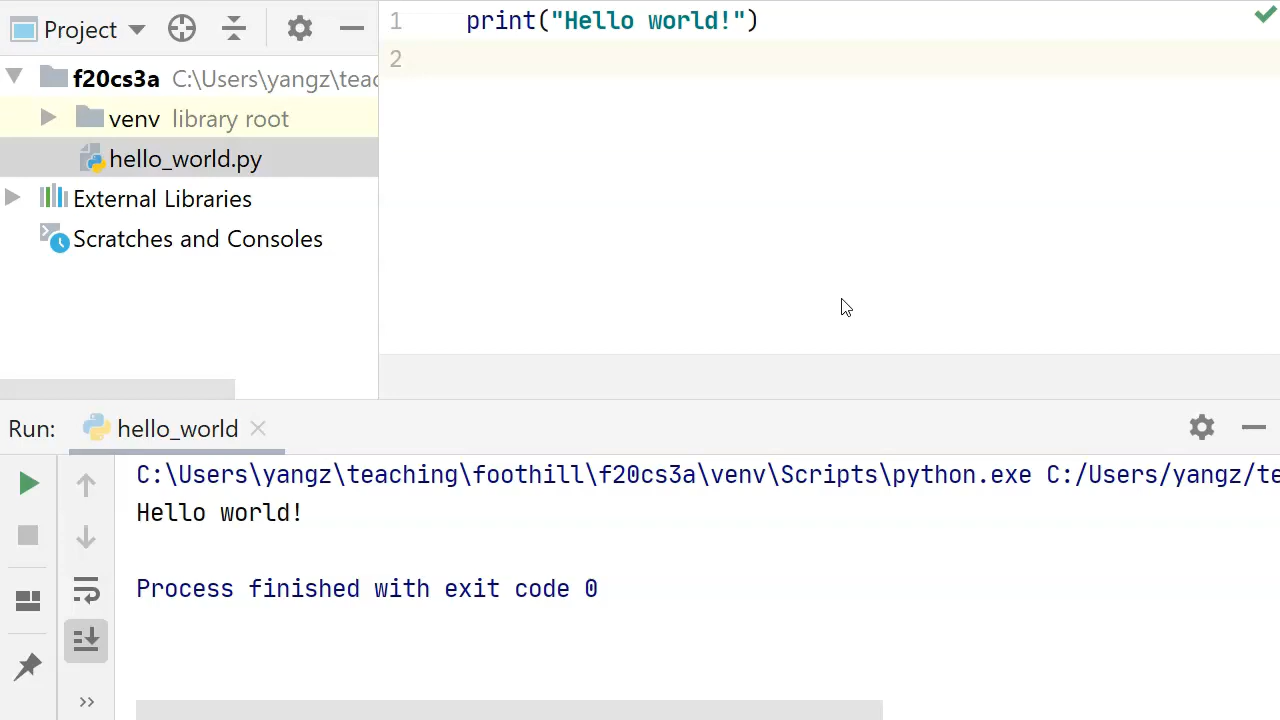 Project
f20cs3a C:\Users\yangz\teac
venv library root
hello_world.py
External Libraries
Scratches and Consoles
1 print("Hello world!")
2
Run: hello_world
C:\Users\yangz\teaching\foothill\f20cs3a\venv\Scripts\python.exe C:/Users/yangz/te
Hello world!
Process finished with exit code 0